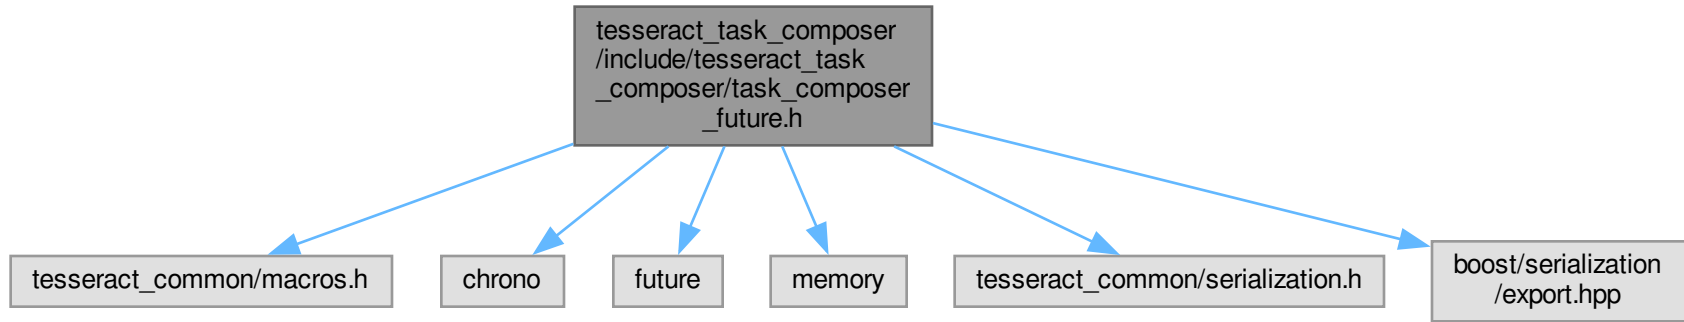 tesseract_task_composer
/include/tesseract_task
_composer/task_composer
_future.h
tesseract_common/macros.h
chrono
future
memory
tesseract_common/serialization.h
boost/serialization
/export.hpp